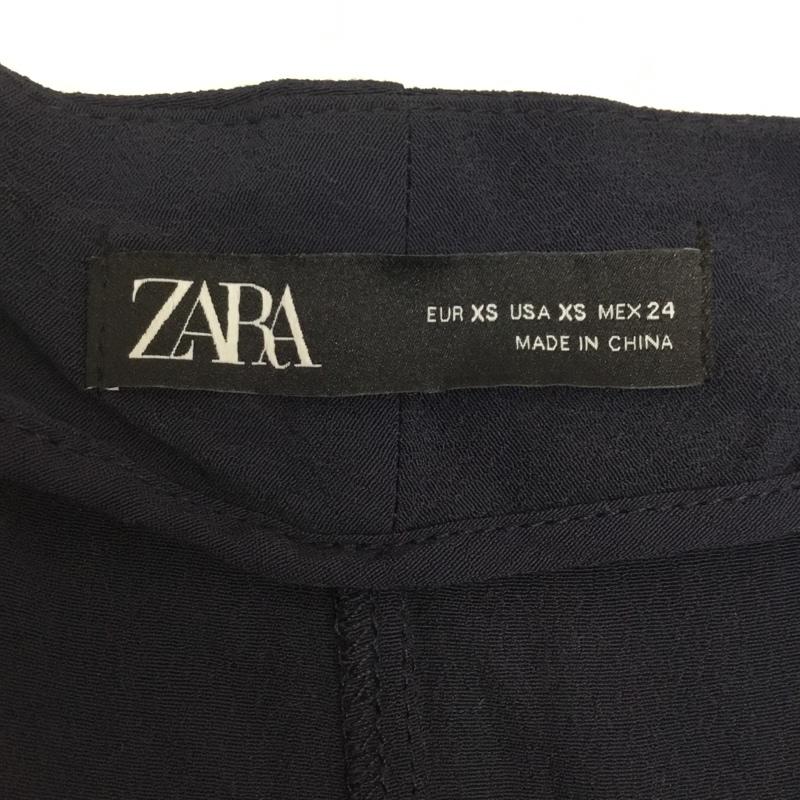 ZARA
EUR XS USA XS MEX 24
MADE IN CHINA